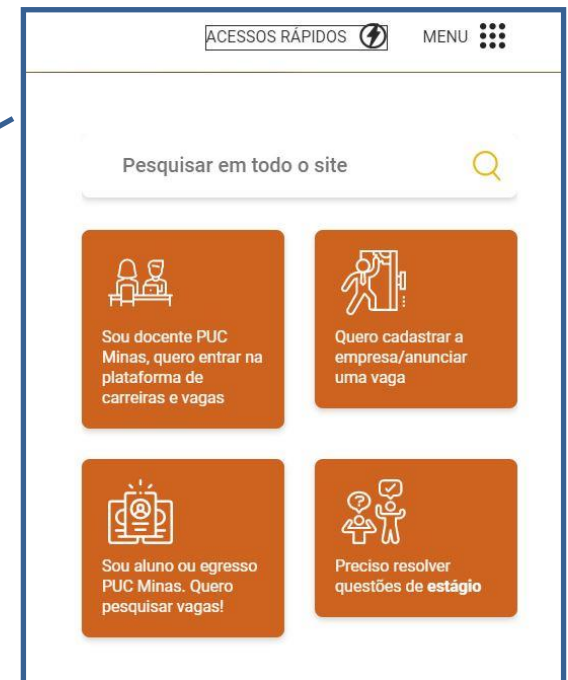 ACESSOS RÁPIDOS MENU
Pesquisar em todo o site
Sou docente PUC
Minas, quero entrar na
plataforma de
carreiras e vagas
Quero cadastrar a
empresa/anunciar
uma vaga
Sou aluno ou egresso
PUC Minas. Quero
pesquisar vagas!
Preciso resolver
questões de estágio